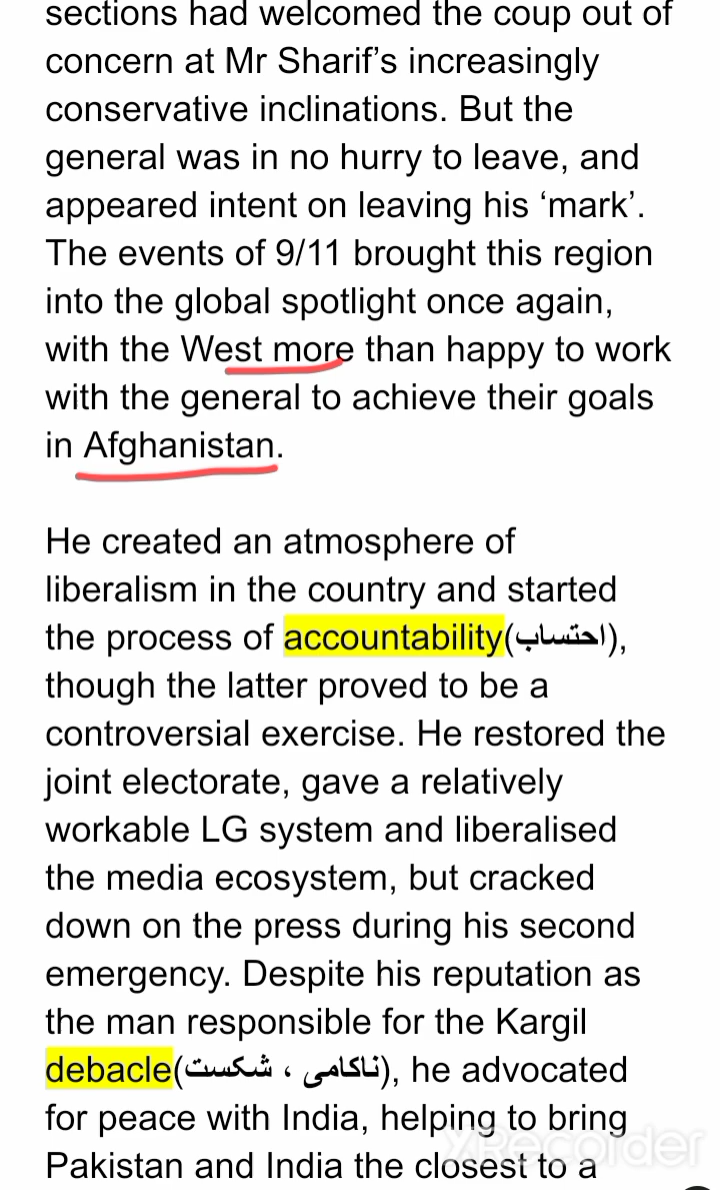 sections had welcomed the coup out of
concern at Mr Sharif’s increasingly
conservative inclinations. But the
general was in no hurry to leave, and
appeared intent on leaving his ‘mark’.
The events of 9/11 brought this region
into the global spotlight once again,
with the West more than happy to work
with the general to achieve their goals
in Afghanistan.
He created an atmosphere of
liberalism in the country and started
the process of accountability(احتساب),
though the latter proved to be a
controversial exercise. He restored the
joint electorate, gave a relatively
workable LG system and liberalised
the media ecosystem, but cracked
down on the press during his second
emergency. Despite his reputation as
the man responsible for the Kargil
debacle(ناکامی ، شکست), he advocated
for peace with India, helping to bring
Pakistan and India the closest to a
XRecorder